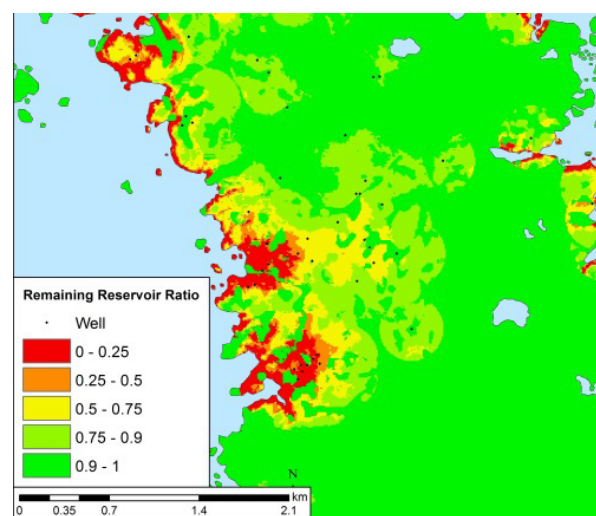 Remaining Reservoir Ratio
Well
0 - 0.25
0.25 - 0.5
0.5 - 0.75
0.75 - 0.9
0.9 - 1
N
km
0 0.35 0.7 1.4 2.1